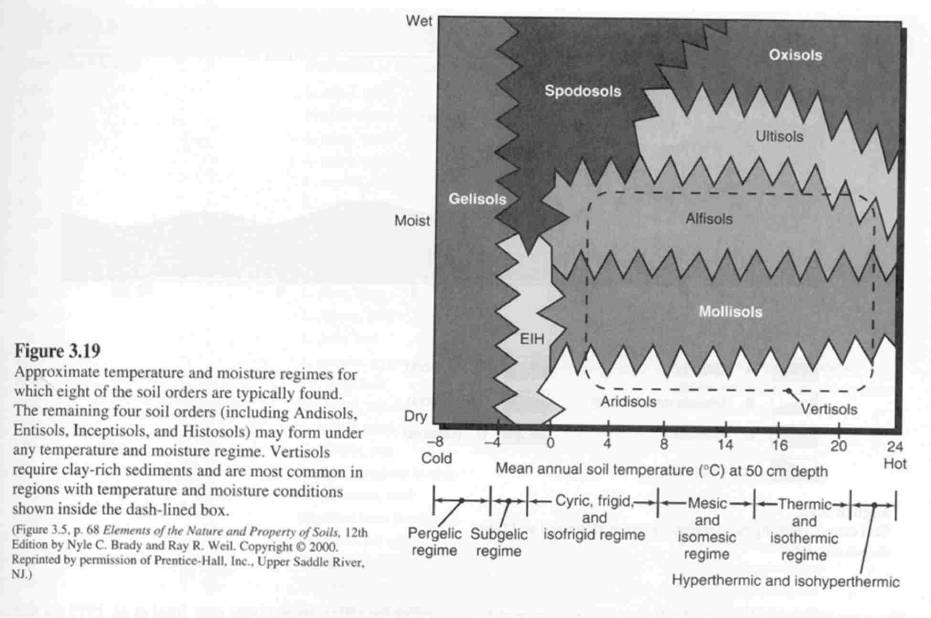 Wet
Oxisols
Spodosols
Ultisols
Gelisols
Moist
Alfisols
Mollisols
EIH
Aridisols
Vertisols
Dry
−8 −4 0 4 8 14 16 20 24
Cold
Hot
Mean annual soil temperature (°C) at 50 cm depth
Pergelic
regime
Subgelic
regime
Cyric, frigid,
and
isofrigid regime
Mesic
and
isomesic
regime
Thermic
and
isothermic
regime
Hyperthermic and isohyperthermic
Figure 3.19
Approximate temperature and moisture regimes for
which eight of the soil orders are typically found.
The remaining four soil orders (including Andisols,
Entisols, Inceptisols, and Histosols) may form under
any temperature and moisture regime. Vertisols
require clay-rich sediments and are most common in
regions with temperature and moisture conditions
shown inside the dash-lined box.
(Figure 3.5, p. 68 Elements of the Nature and Property of Soils, 12th
Edition by Nyle C. Brady and Ray R. Weil. Copyright © 2000.
Reprinted by permission of Prentice-Hall, Inc., Upper Saddle River,
NJ.)